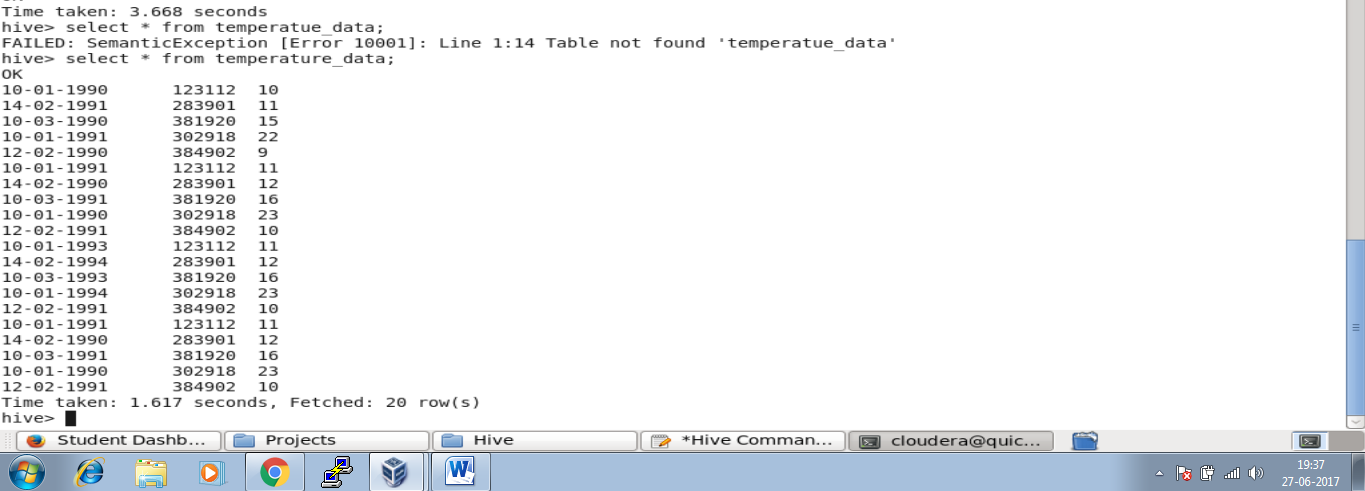 Time taken: 3.668 seconds
hive> select * from temperatue_data;
FAILED: SemanticException [Error 10001]: Line 1:14 Table not found 'temperatue_data'
hive> select * from temperature_data;
OK
10-01-1990 123112 10
14-02-1991 283901 11
10-03-1990 381920 15
10-01-1991 302918 22
12-02-1990 384902 9
10-01-1991 123112 11
14-02-1990 283901 12
10-03-1991 381920 16
10-01-1990 302918 23
12-02-1991 384902 10
10-01-1993 123112 11
14-02-1994 283901 12
10-03-1993 381920 16
10-01-1994 302918 23
12-02-1991 384902 10
10-01-1991 123112 11
14-02-1990 283901 12
10-03-1991 381920 16
10-01-1990 302918 23
12-02-1991 384902 10
Time taken: 1.617 seconds, Fetched: 20 row(s)
hive>
Student Dashb... Projects Hive *Hive Comman... cloudera@quic...
19:37
27-06-2017